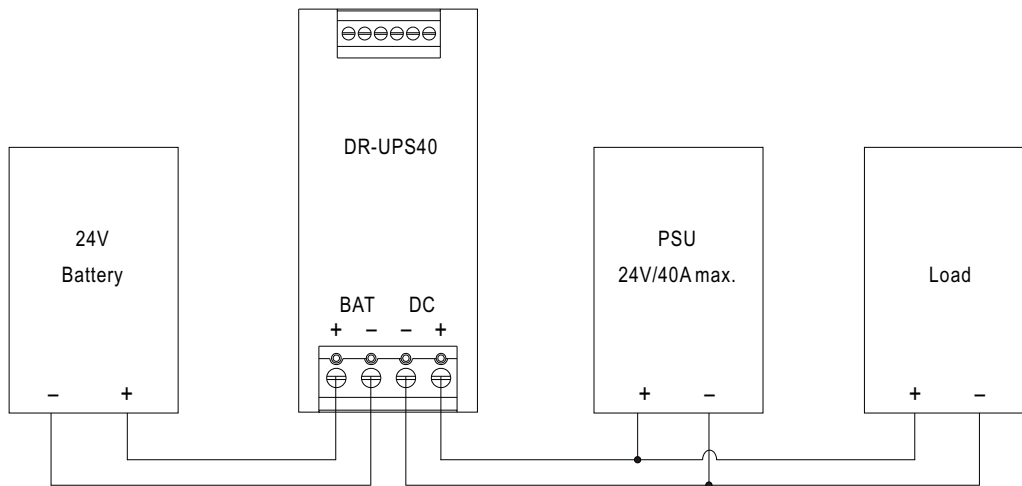 DR-UPS40
24V
Battery
PSU
24V/40A max.
Load
BAT DC
+ − − +
− +
+ −
+ −